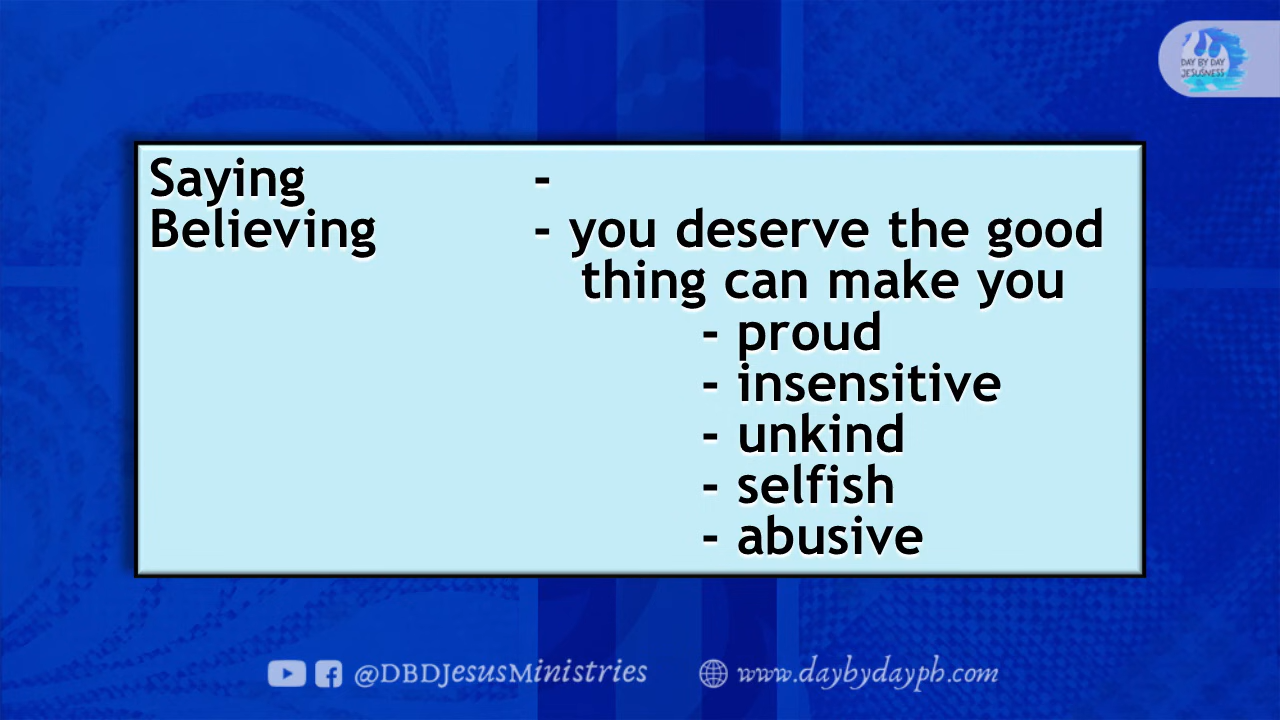 DAY BY DAY
JESUSNESS
Saying -
Believing - you deserve the good
thing can make you
- proud
- insensitive
- unkind
- selfish
- abusive
@DBDJesusMinistries www.daybydayph.com